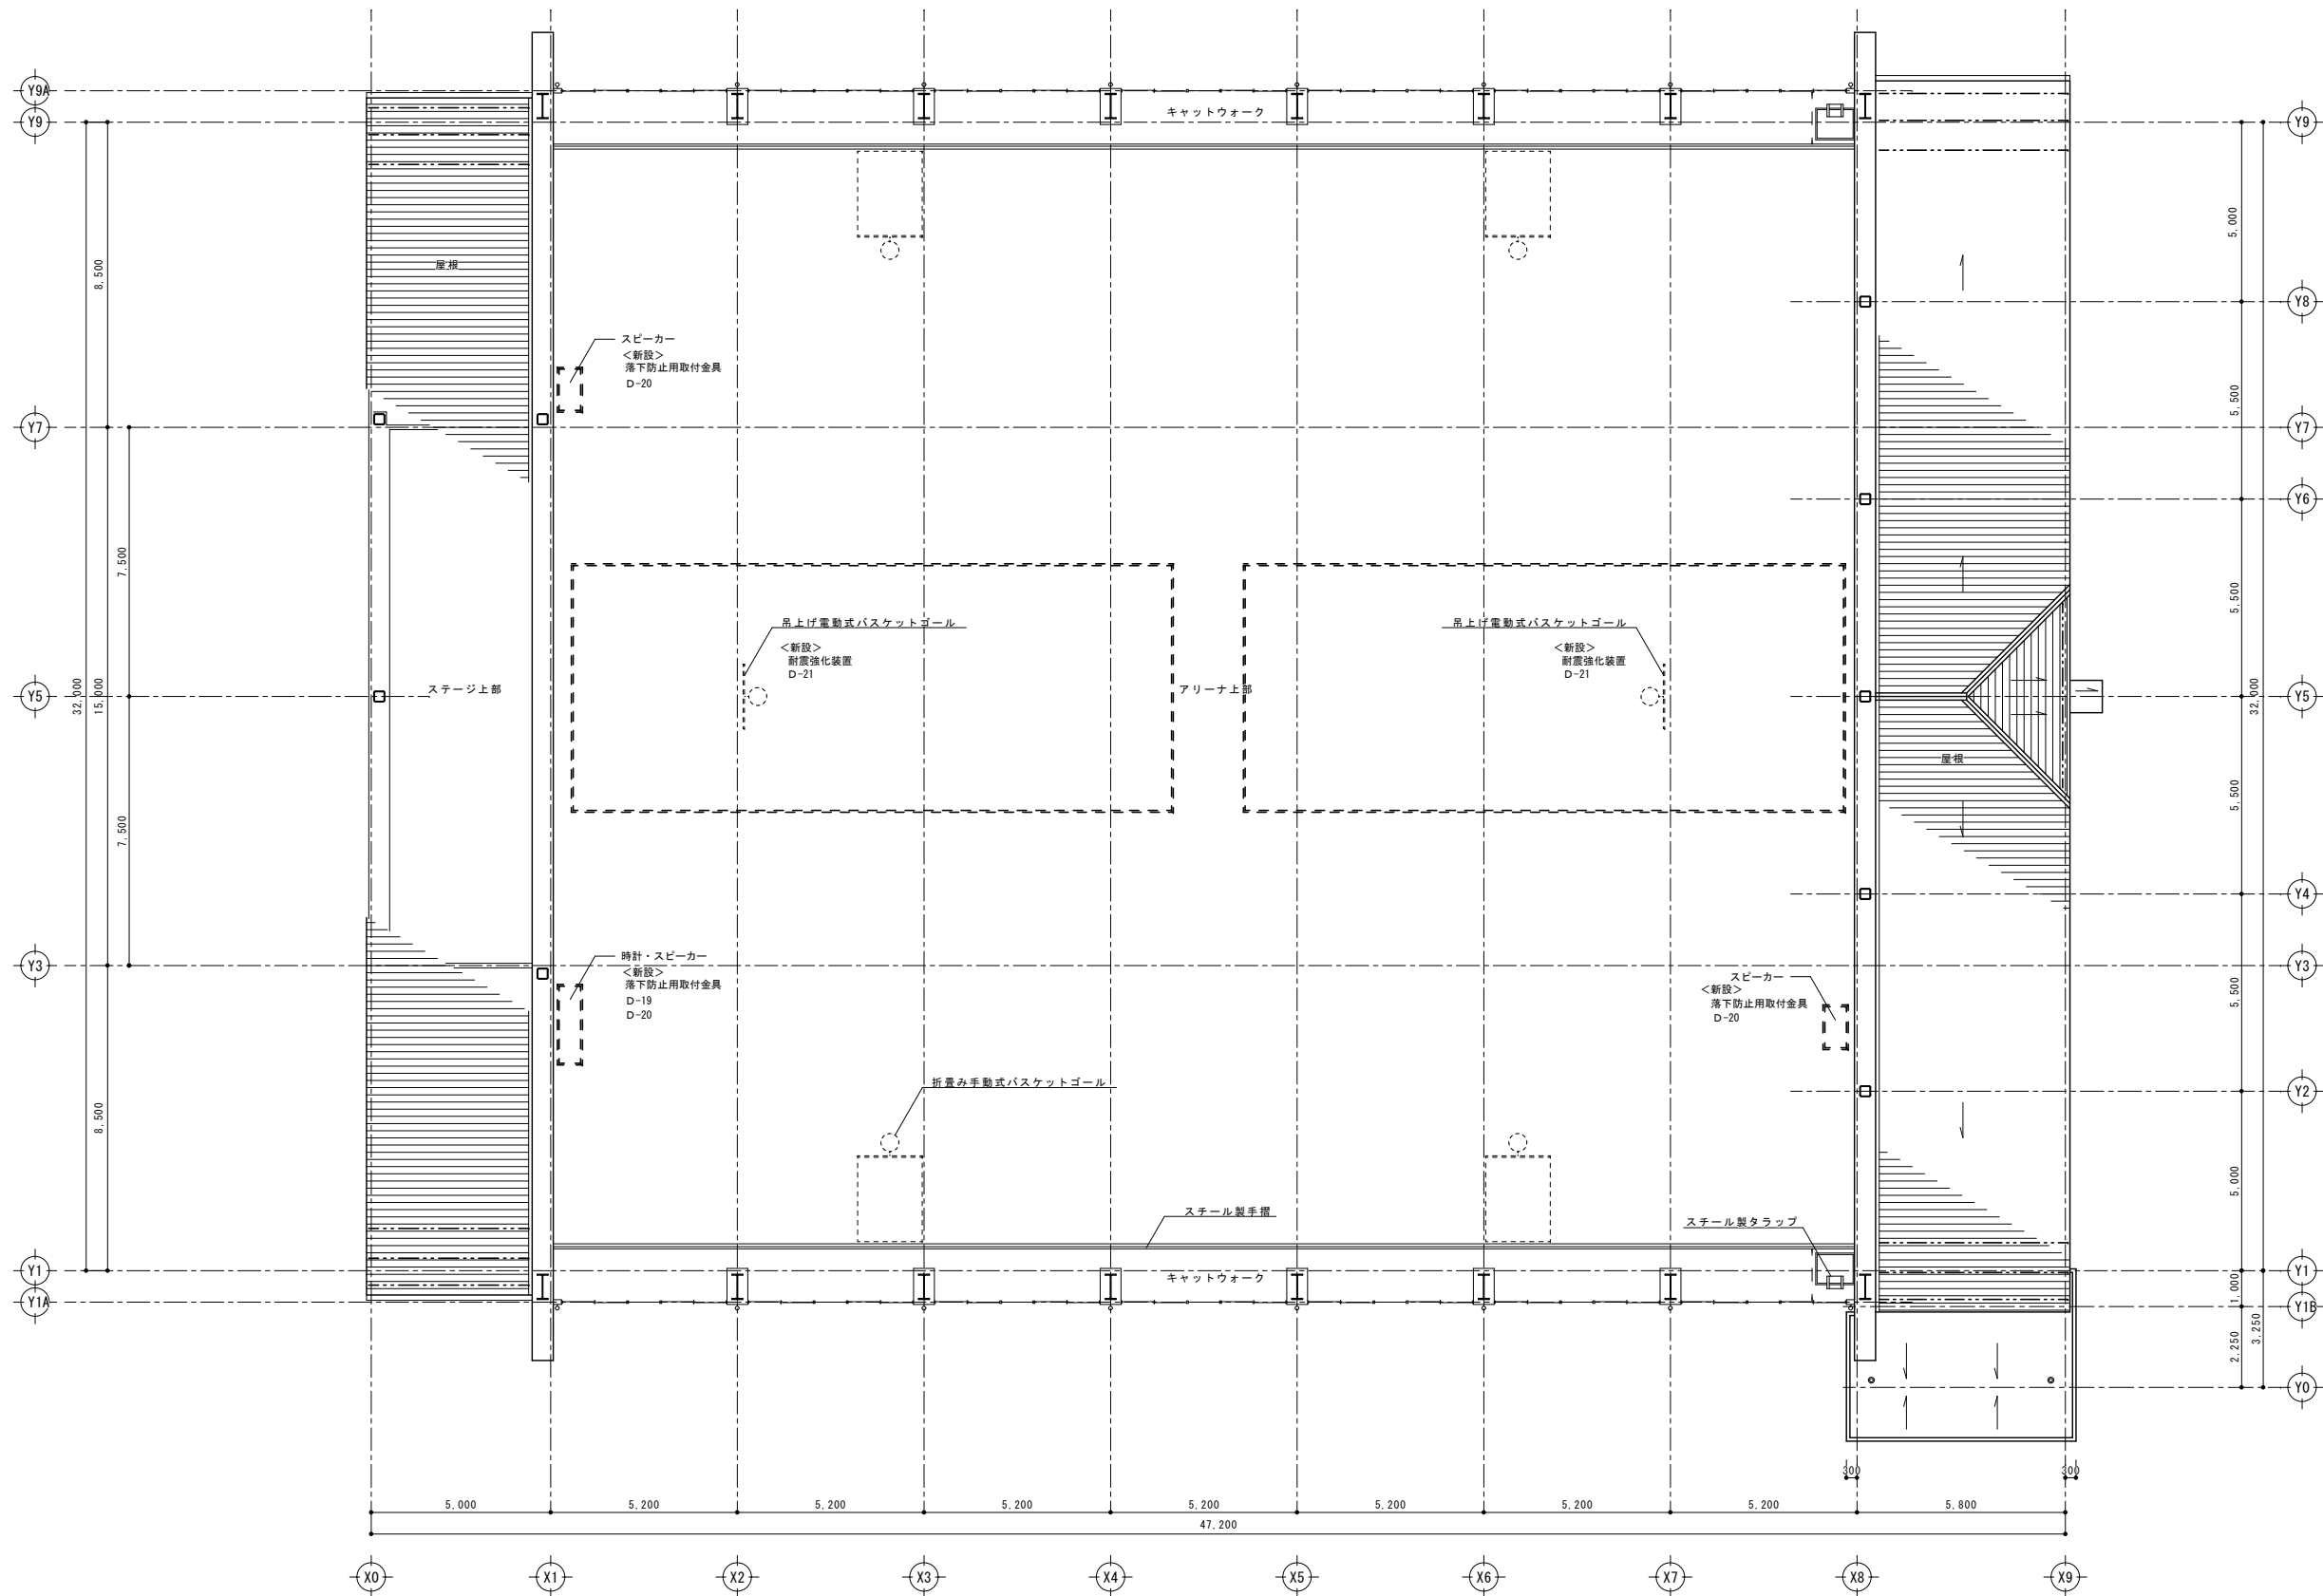 Y9A
Y9
Y9
キャットウォーク
5,000
8,500
屋根
Y8
スピーカー
<新設>
落下防止用取付金具
D-20
5,500
Y7
Y7
Y6
7,500
5,500
吊上げ電動式バスケットゴール
<新設>
耐震強化装置
D-21
吊上げ電動式バスケットゴール
<新設>
耐震強化装置
D-21
Y5
32,000
15,000
ステージ上部
アリーナ上部
32,000
Y5
屋根
5,500
7,500
Y4
時計・スピーカー
<新設>
落下防止用取付金具
D-19
D-20
Y3
Y3
スピーカー
<新設>
落下防止用取付金具
D-20
5,500
折畳み手動式バスケットゴール
Y2
8,500
5,000
スチール製手摺
スチール製タラップ
Y1
キャットウォーク
Y1
Y1A
1,000
Y1B
3,250
2,250
Y0
300
300
5,000
5,200
5,200
5,200
5,200
5,200
5,200
5,200
5,800
47,200
X0
X1
X2
X3
X4
X5
X6
X7
X8
X9